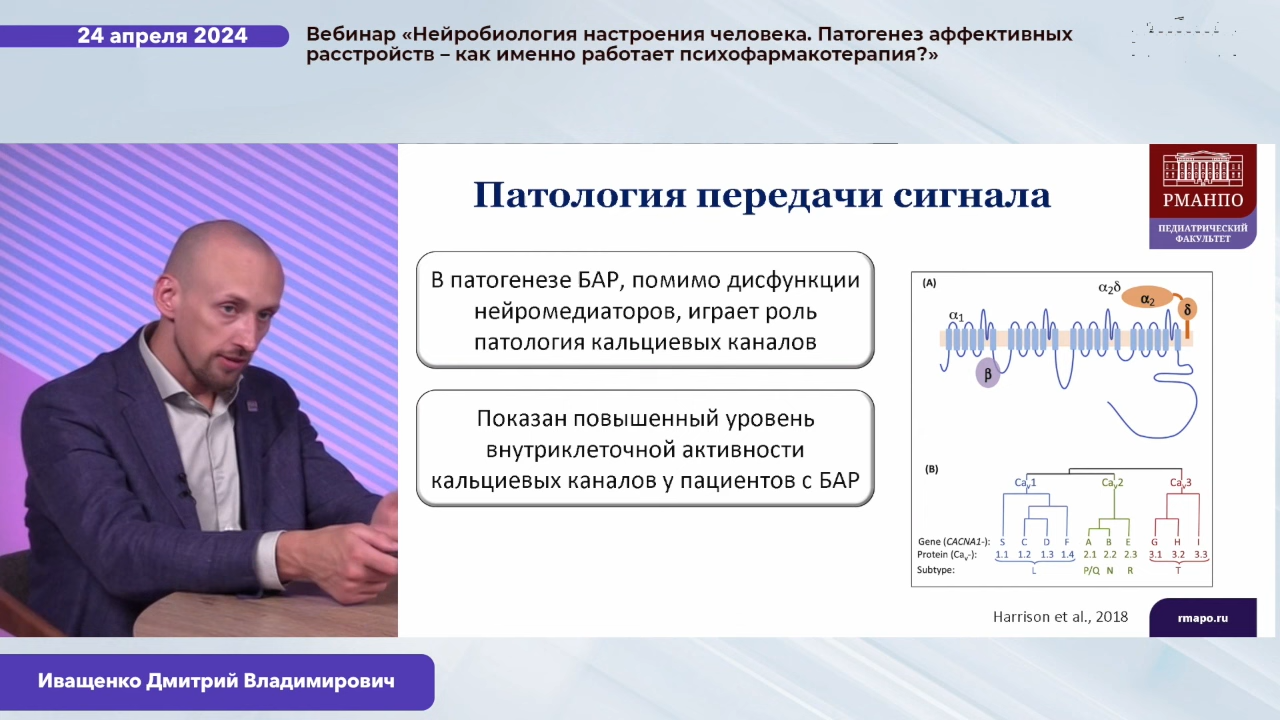 24 апреля 2024
Вебинар «Нейробиология настроения человека. Патогенез аффективных
расстройств – как именно работает психофармакотерапия?»
Патология передачи сигнала
РМАНПО
ПЕДИАТРИЧЕСКИЙ
ФАКУЛЬТЕТ
В патогенезе БАР, помимо дисфункции
нейромедиаторов, играет роль
патология кальциевых каналов
Показан повышенный уровень
внутриклеточной активности
кальциевых каналов у пациентов с БАР
(A)
α2δ
α2
δ
α1
β
(B)
Cav1 Cav2 Cav3
Gene (CACNA1-): S C D F A B E G H I
Protein (Cav-): 1.1 1.2 1.3 1.4 2.1 2.2 2.3 3.1 3.2 3.3
Subtype: L P/Q N R T
Harrison et al., 2018
rmapo.ru
Иващенко Дмитрий Владимирович